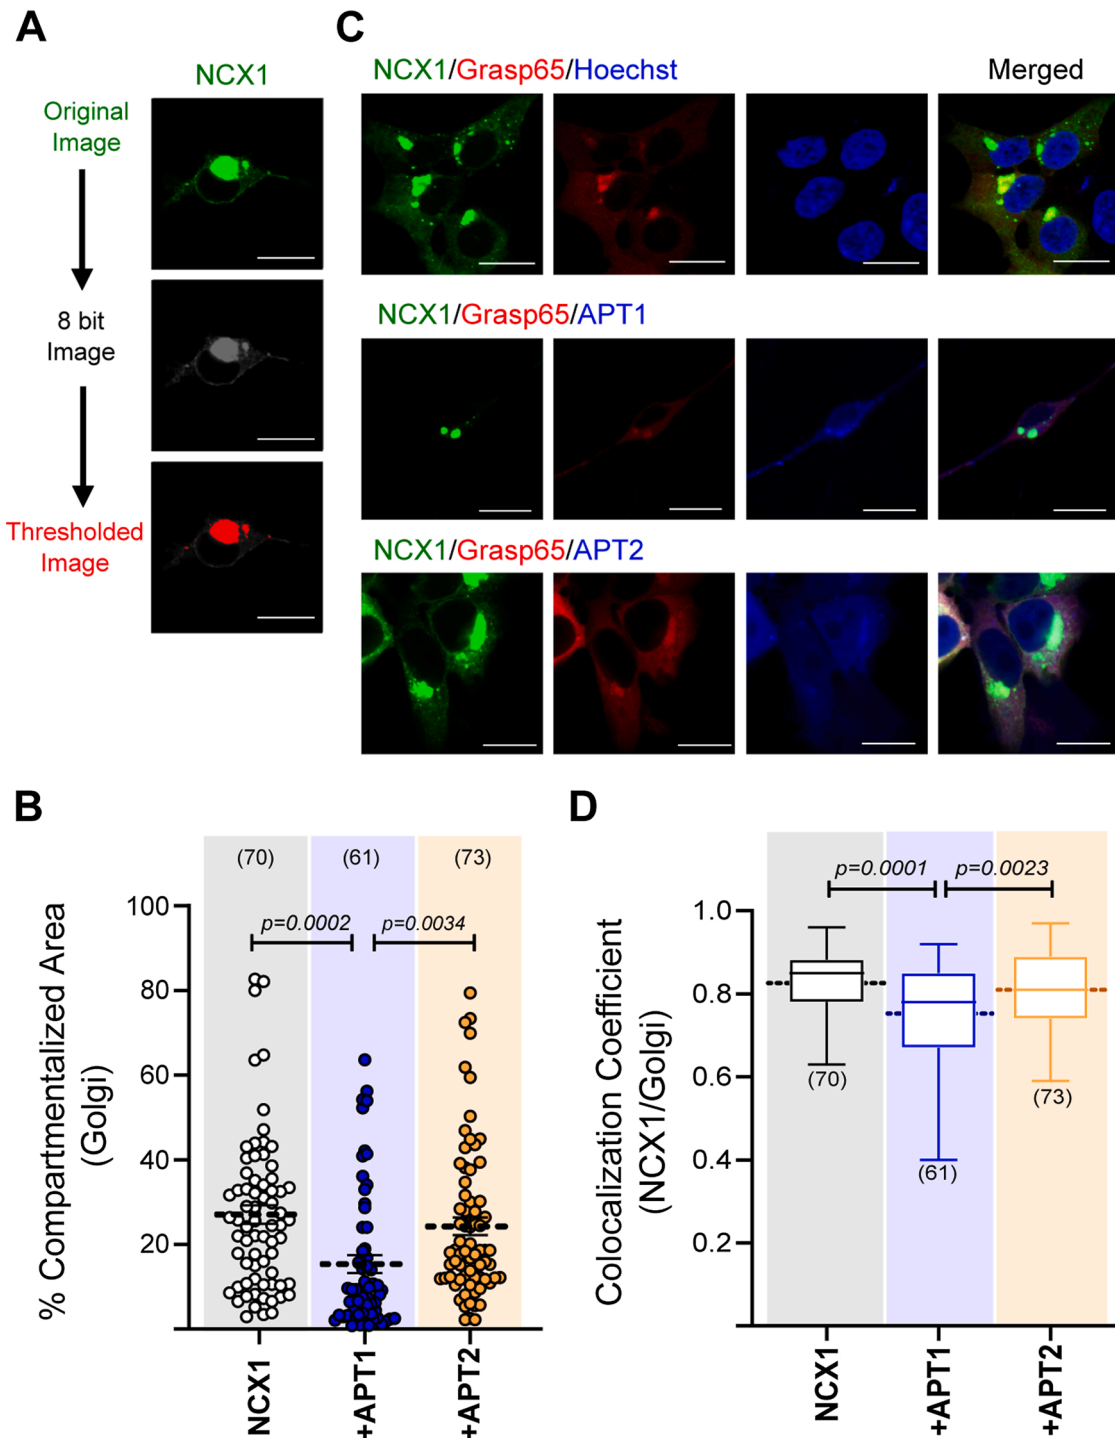 A
NCX1
Original
Image
8 bit
Image
Thresholded
Image
C
NCX1/Grasp65/Hoechst
Merged
NCX1/Grasp65/APT1
NCX1/Grasp65/APT2
B
% Compartmentalized Area
(Golgi)
(70)
(61)
(73)
p=0.0002
p=0.0034
100
80
60
40
20
NCX1
+APT1
+APT2
D
Colocalization Coefficient
(NCX1/Golgi)
p=0.0001
p=0.0023
1.0
0.8
0.6
0.4
0.2
(70)
(61)
(73)
NCX1
+APT1
+APT2